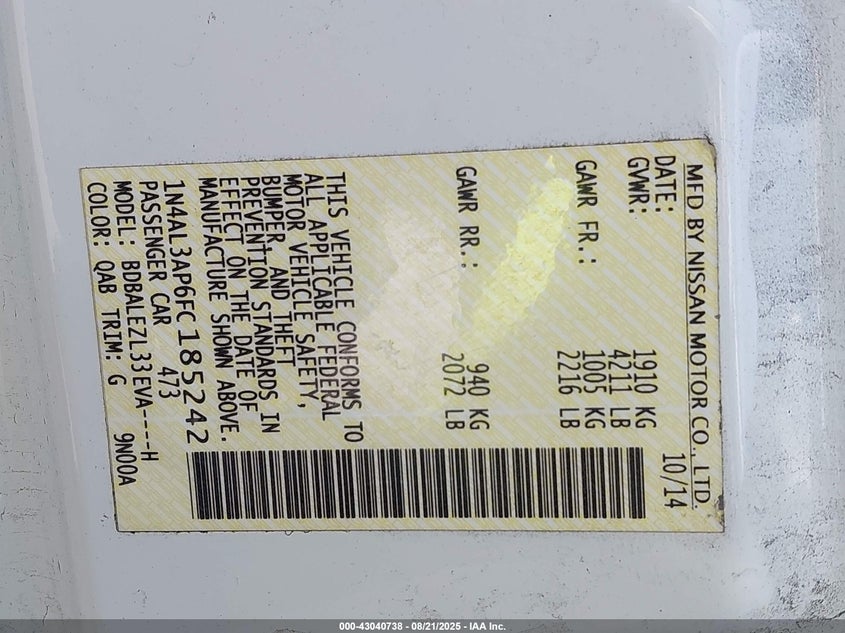 MFD BY NISSAN MOTOR CO., LTD.
DATE: 10/14
GVWR: 1910 KG
4211 LB
GAWR FR.: 1005 KG
2216 LB
GAWR RR.: 940 KG
2072 LB
THIS VEHICLE CONFORMS TO
ALL APPLICABLE FEDERAL
MOTOR VEHICLE SAFETY,
BUMPER, AND THEFT
PREVENTION STANDARDS IN
EFFECT ON THE DATE OF
MANUFACTURE SHOWN ABOVE.
1N4AL3AP6FC185242
PASSENGER CAR 473
MODEL: BDBALEZL33EVA----H
COLOR: QAB TRIM: G 9N00A
000-43040738 - 08/21/2025 - IAA Inc.